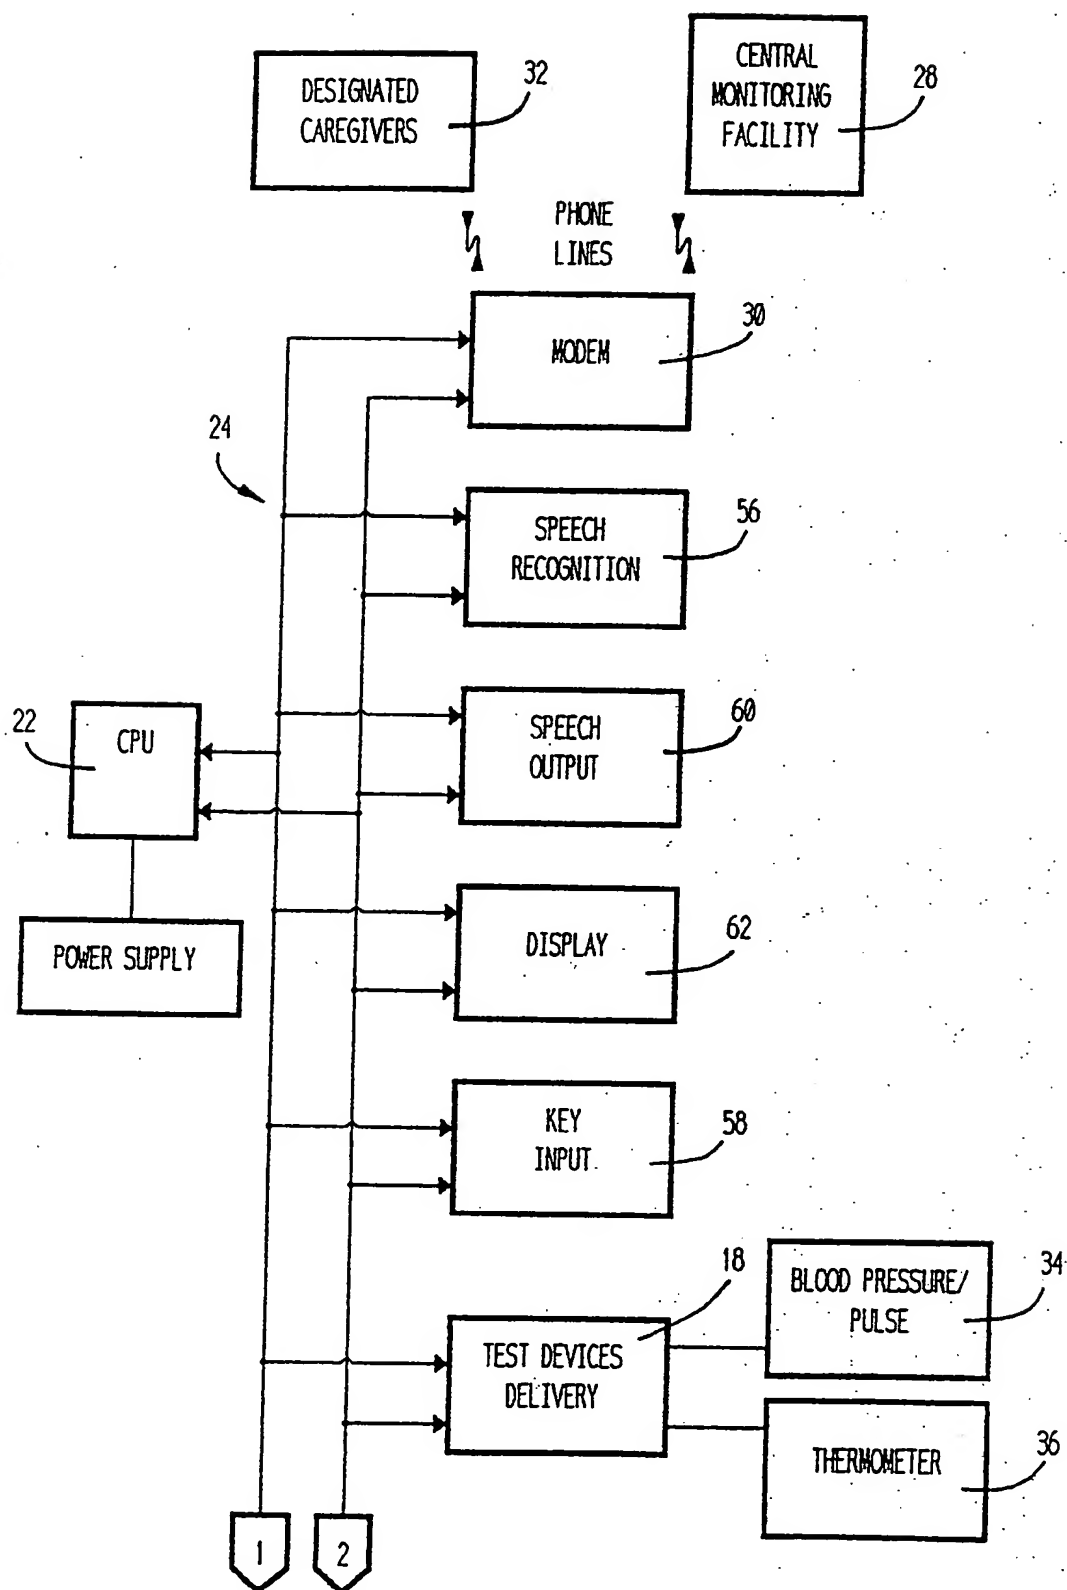 DESIGNATED
CAREGIVERS
32
CENTRAL
MONITORING
FACILITY
28
PHONE
LINES
MODEM
30
24
SPEECH
RECOGNITION
56
22
CPU
SPEECH
OUTPUT
60
POWER SUPPLY
DISPLAY
62
KEY
INPUT
58
18
TEST DEVICES
DELIVERY
BLOOD PRESSURE/
PULSE
34
THERMOMETER
36
1
2